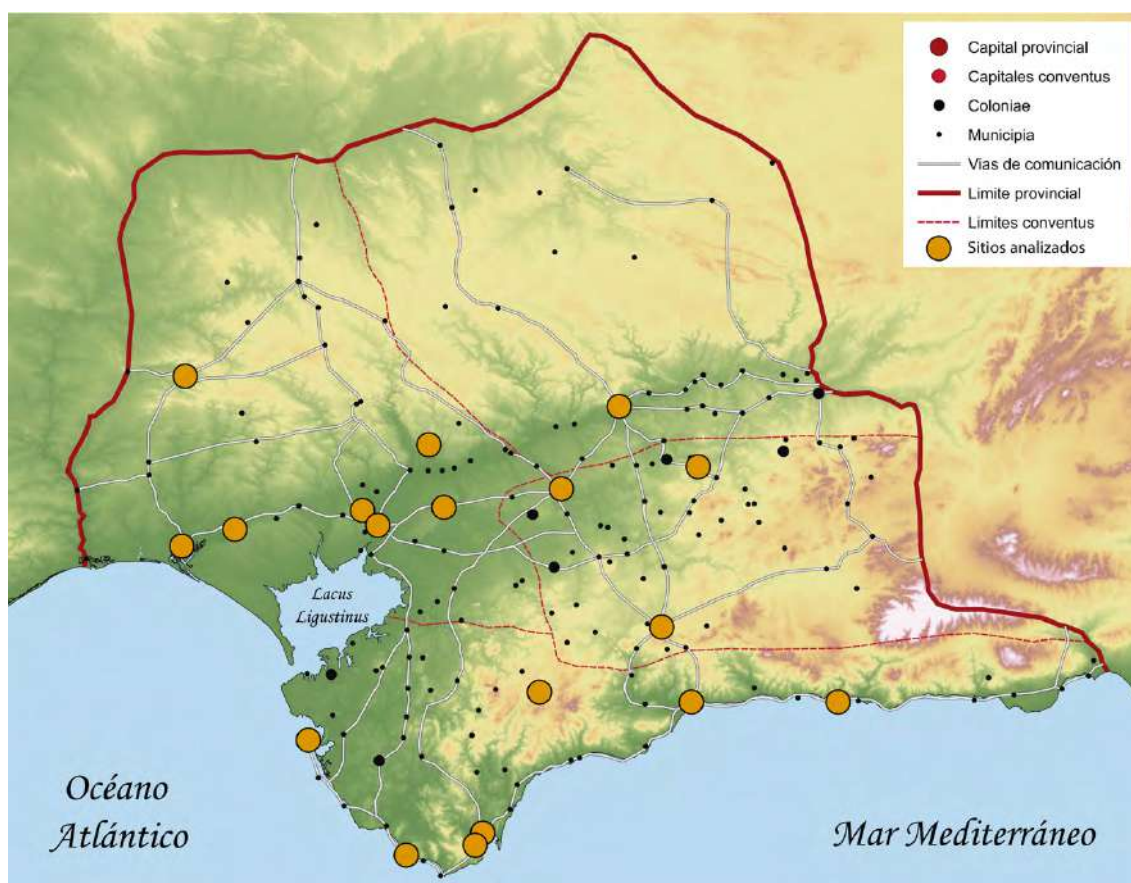 Capital provincial
Capitales conventus
Coloniae
Municipia
Vias de comunicación
Limite provincial
Limites conventus
Sitios analizados
Lacus
Ligustinus
Océano
Atlántico
Mar Mediterráneo